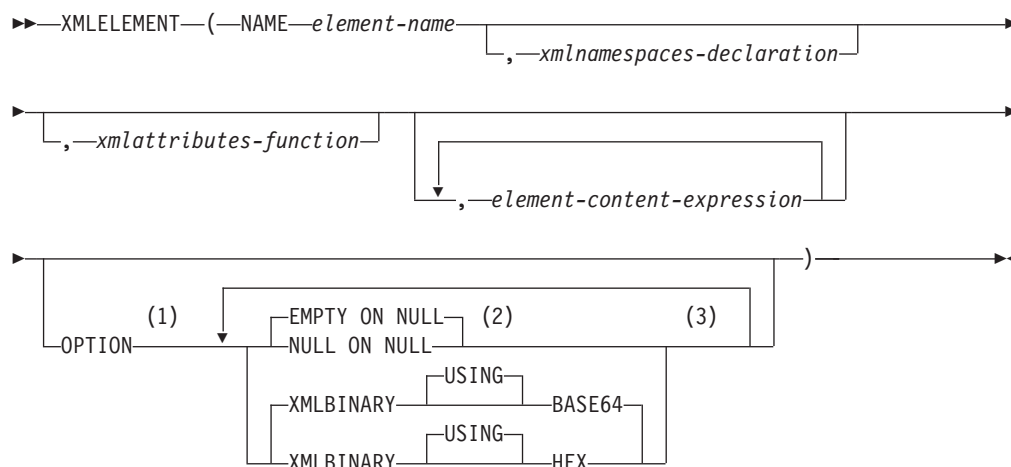 XMLELEMENT ( NAME element-name
, xmlnamespaces-declaration
, xmlattributes-function
, element-content-expression
)
(1) EMPTY ON NULL (2) (3)
OPTION NULL ON NULL
USING
XMLBINARY BASE64
USING
XMLBINARY HEX